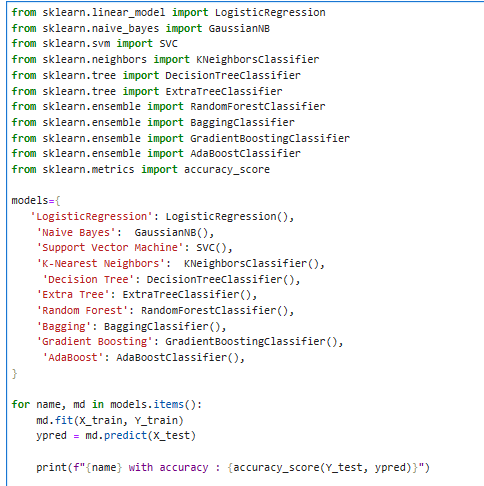 from sklearn.linear_model import LogisticRegression
from sklearn.naive_bayes import GaussianNB
from sklearn.svm import SVC
from sklearn.neighbors import KNeighborsClassifier
from sklearn.tree import DecisionTreeClassifier
from sklearn.tree import ExtraTreeClassifier
from sklearn.ensemble import RandomForestClassifier
from sklearn.ensemble import BaggingClassifier
from sklearn.ensemble import GradientBoostingClassifier
from sklearn.ensemble import AdaBoostClassifier
from sklearn.metrics import accuracy_score

models={
   'LogisticRegression': LogisticRegression(),
    'Naive Bayes':  GaussianNB(),
    'Support Vector Machine': SVC(),
    'K-Nearest Neighbors':  KNeighborsClassifier(),
     'Decision Tree': DecisionTreeClassifier(),
    'Extra Tree': ExtraTreeClassifier(),
    'Random Forest': RandomForestClassifier(),
    'Bagging': BaggingClassifier(),
    'Gradient Boosting': GradientBoostingClassifier(),
     'AdaBoost': AdaBoostClassifier(),
}

for name, md in models.items():
    md.fit(X_train, Y_train)
    ypred = md.predict(X_test)

    print(f"{name} with accuracy : {accuracy_score(Y_test, ypred)}")